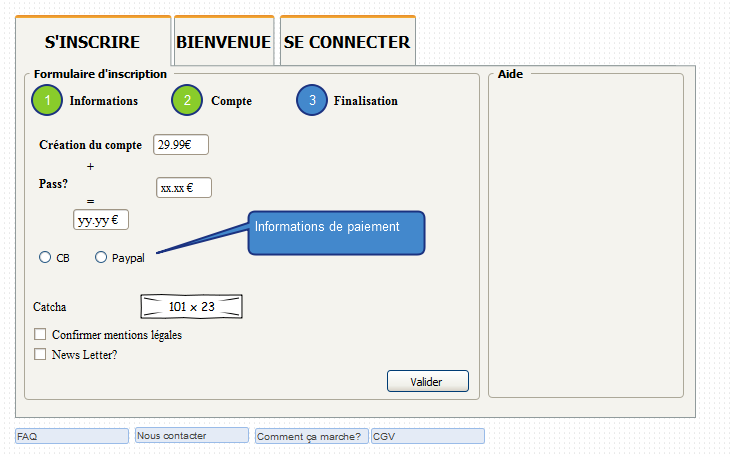 S'INSCRIRE
BIENVENUE
SE CONNECTER
Formulaire d'inscription
1 Informations
2 Compte
3 Finalisation
Création du compte 29.99€
+
Pass? xx.xx €
=
yy.yy €
Informations de paiement
CB
Paypal
Catcha 101 x 23
Confirmer mentions légales
News Letter?
Valider
Aide
FAQ
Nous contacter
Comment ça marche?
CGV